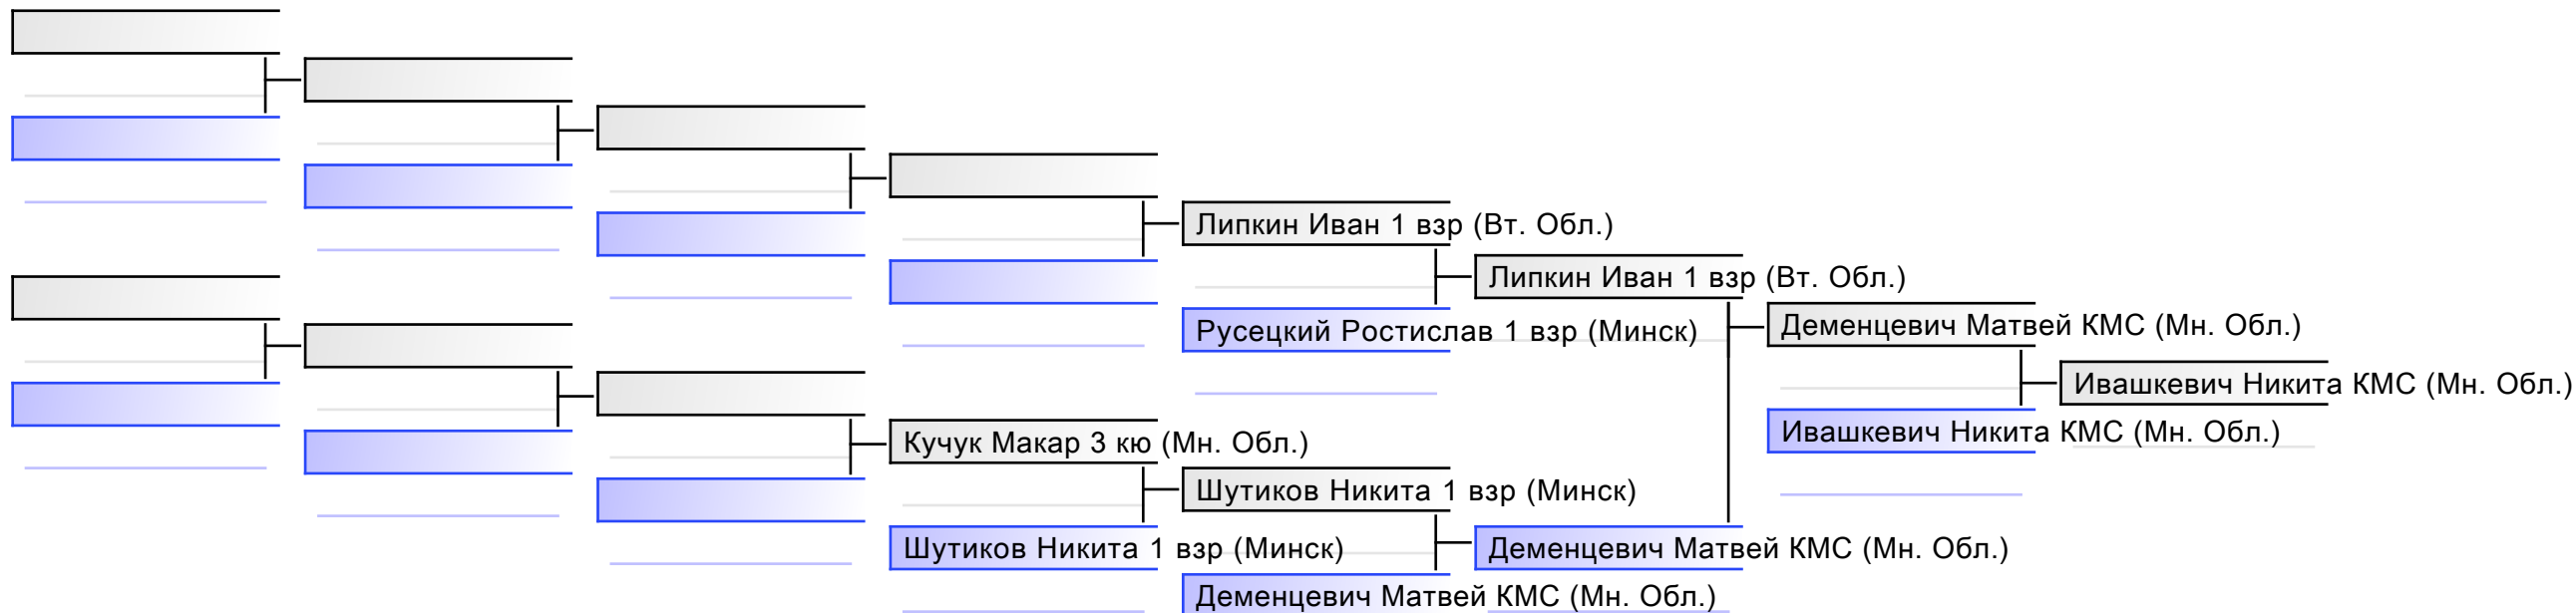 Липкин Иван 1 взр (Вт. Обл.)
Липкин Иван 1 взр (Вт. Обл.)
Русецкий Ростислав 1 взр (Минск)
Деменцевич Матвей КМС (Мн. Обл.)
Ивашкевич Никита КМС (Мн. Обл.)
Ивашкевич Никита КМС (Мн. Обл.)
Кучук Макар 3 кю (Мн. Обл.)
Шутиков Никита 1 взр (Минск)
Шутиков Никита 1 взр (Минск)
Деменцевич Матвей КМС (Мн. Обл.)
Деменцевич Матвей КМС (Мн. Обл.)